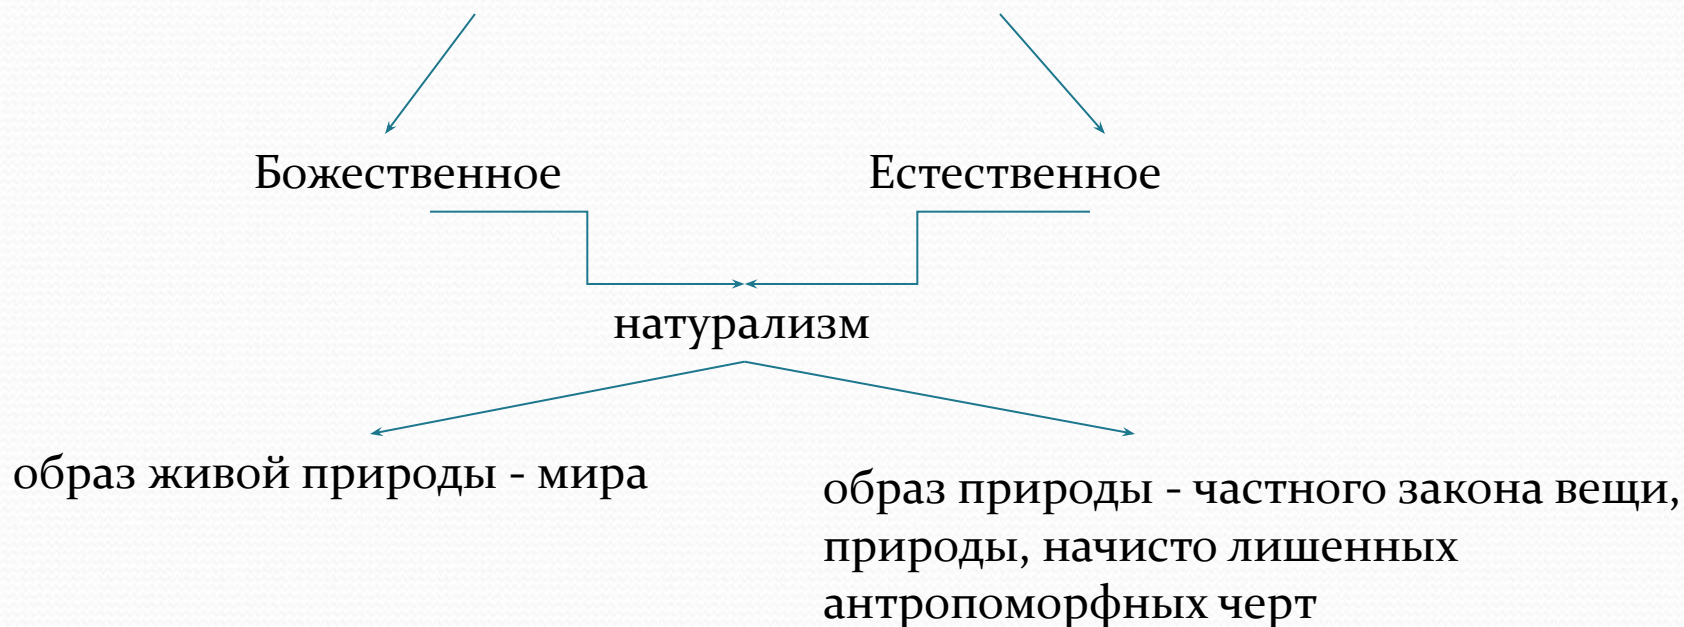 Божественное
Естественное
натурализм
образ живой природы - мира
образ природы - частного закона вещи,
природы, начисто лишенных
антропоморфных черт